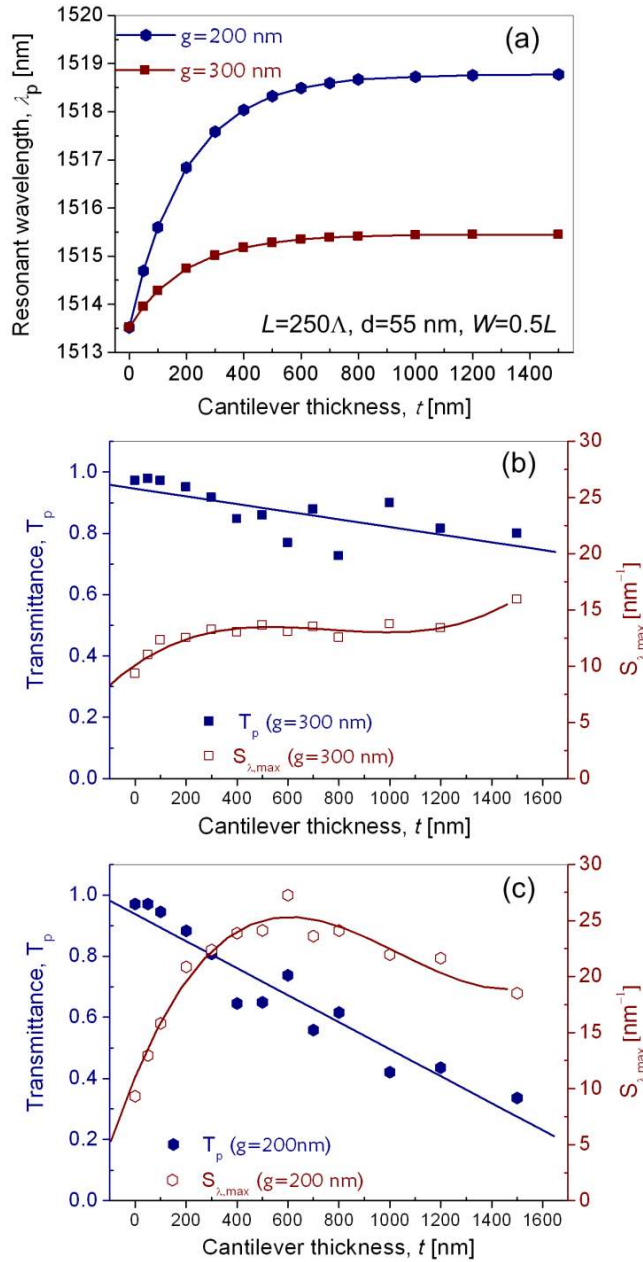 1520
1519
1518
1517
1516
1515
1514
1513
Resonant wavelength, λp [nm]
g=200 nm
g=300 nm
(a)
L=250Λ, d=55 nm, W=0.5L
0 200 400 600 800 1000 1200 1400
Cantilever thickness, t [nm]
(b)
1.0
0.8
0.6
0.4
0.2
0.0
Transmittance, Tp
30
25
20
15
10
5
0
Sλ,max [nm⁻¹]
Tp (g=300 nm)
Sλ,max (g=300 nm)
0 200 400 600 800 1000 1200 1400 1600
Cantilever thickness, t [nm]
(c)
1.0
0.8
0.6
0.4
0.2
0.0
Transmittance, Tp
30
25
20
15
10
5
0
Sλ,max [nm⁻¹]
Tp (g=200nm)
Sλ,max (g=200 nm)
0 200 400 600 800 1000 1200 1400 1600
Cantilever thickness, t [nm]